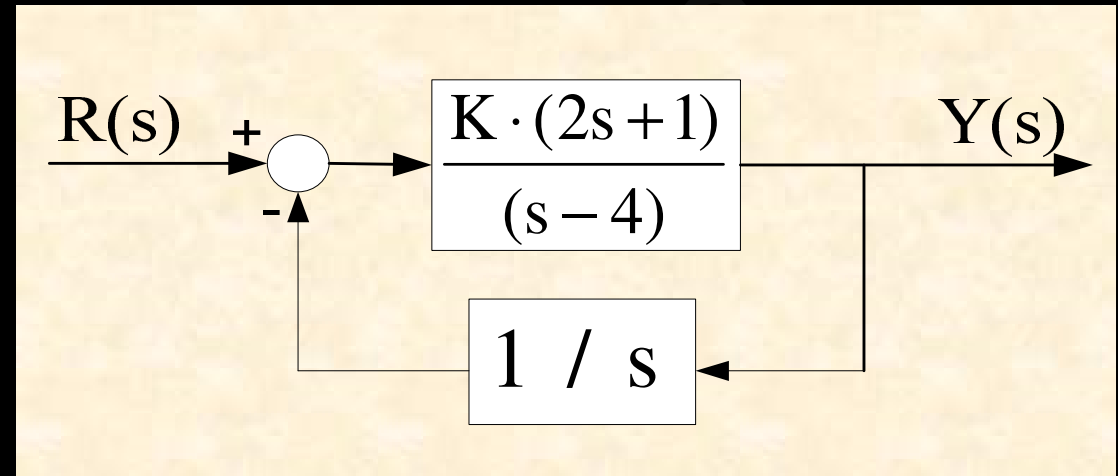 R(s)
+
K · (2s + 1)
(s – 4)
Y(s)
-
1 / s